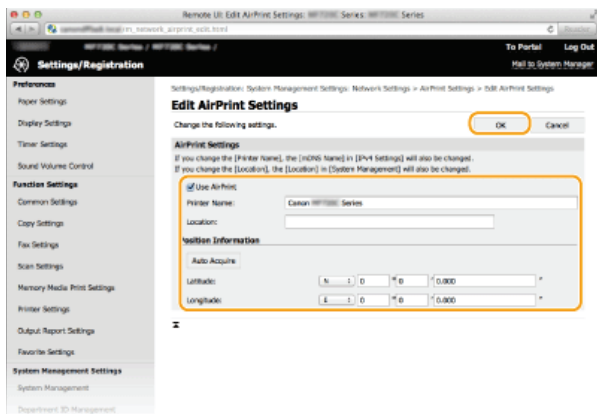 Remote UI: Edit AirPrint Settings: Series: Series
Reader
Series / Series /
To Portal Log Out
Settings/Registration
Mail to System Manager
Preferences
Paper Settings
Display Settings
Timer Settings
Sound Volume Control
Function Settings
Common Settings
Copy Settings
Fax Settings
Scan Settings
Memory Media Print Settings
Printer Settings
Output Report Settings
Favorite Settings
System Management Settings
System Management
Department ID Management
Settings/Registration: System Management Settings: Network Settings > AirPrint Settings > Edit AirPrint Settings
Edit AirPrint Settings
Change the following settings.
OK Cancel
AirPrint Settings
If you change the [Printer Name], the [mDNS Name] in [IPv4 Settings] will also be changed.
If you change the [Location], the [Location] in [System Management] will also be changed.
Use AirPrint
Printer Name: Canon Series
Location:
Position Information
Auto Acquire
Latitude: N 0 ° 0 ' 0.000 "
Longitude: E 0 ° 0 ' 0.000 "